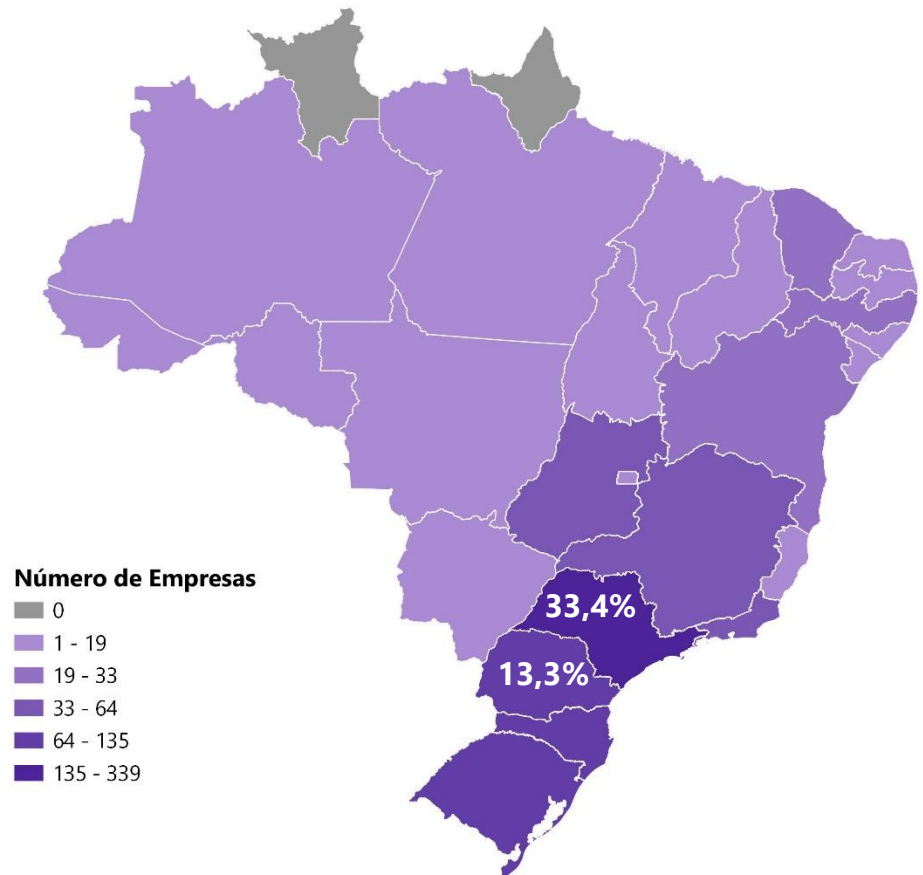 33,4%
13,3%
Número de Empresas
0
1 - 19
19 - 33
33 - 64
64 - 135
135 - 339